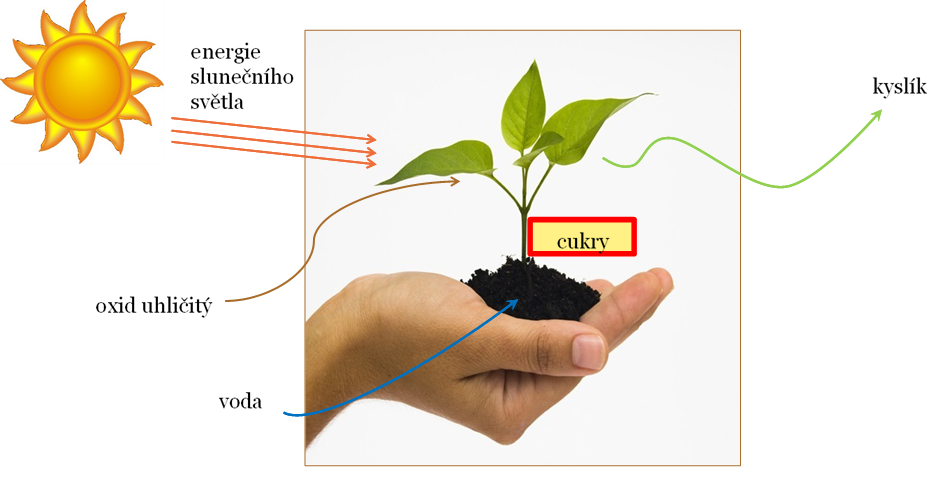 energie
slunečního
světla
kyslík
cukry
oxid uhličitý
voda